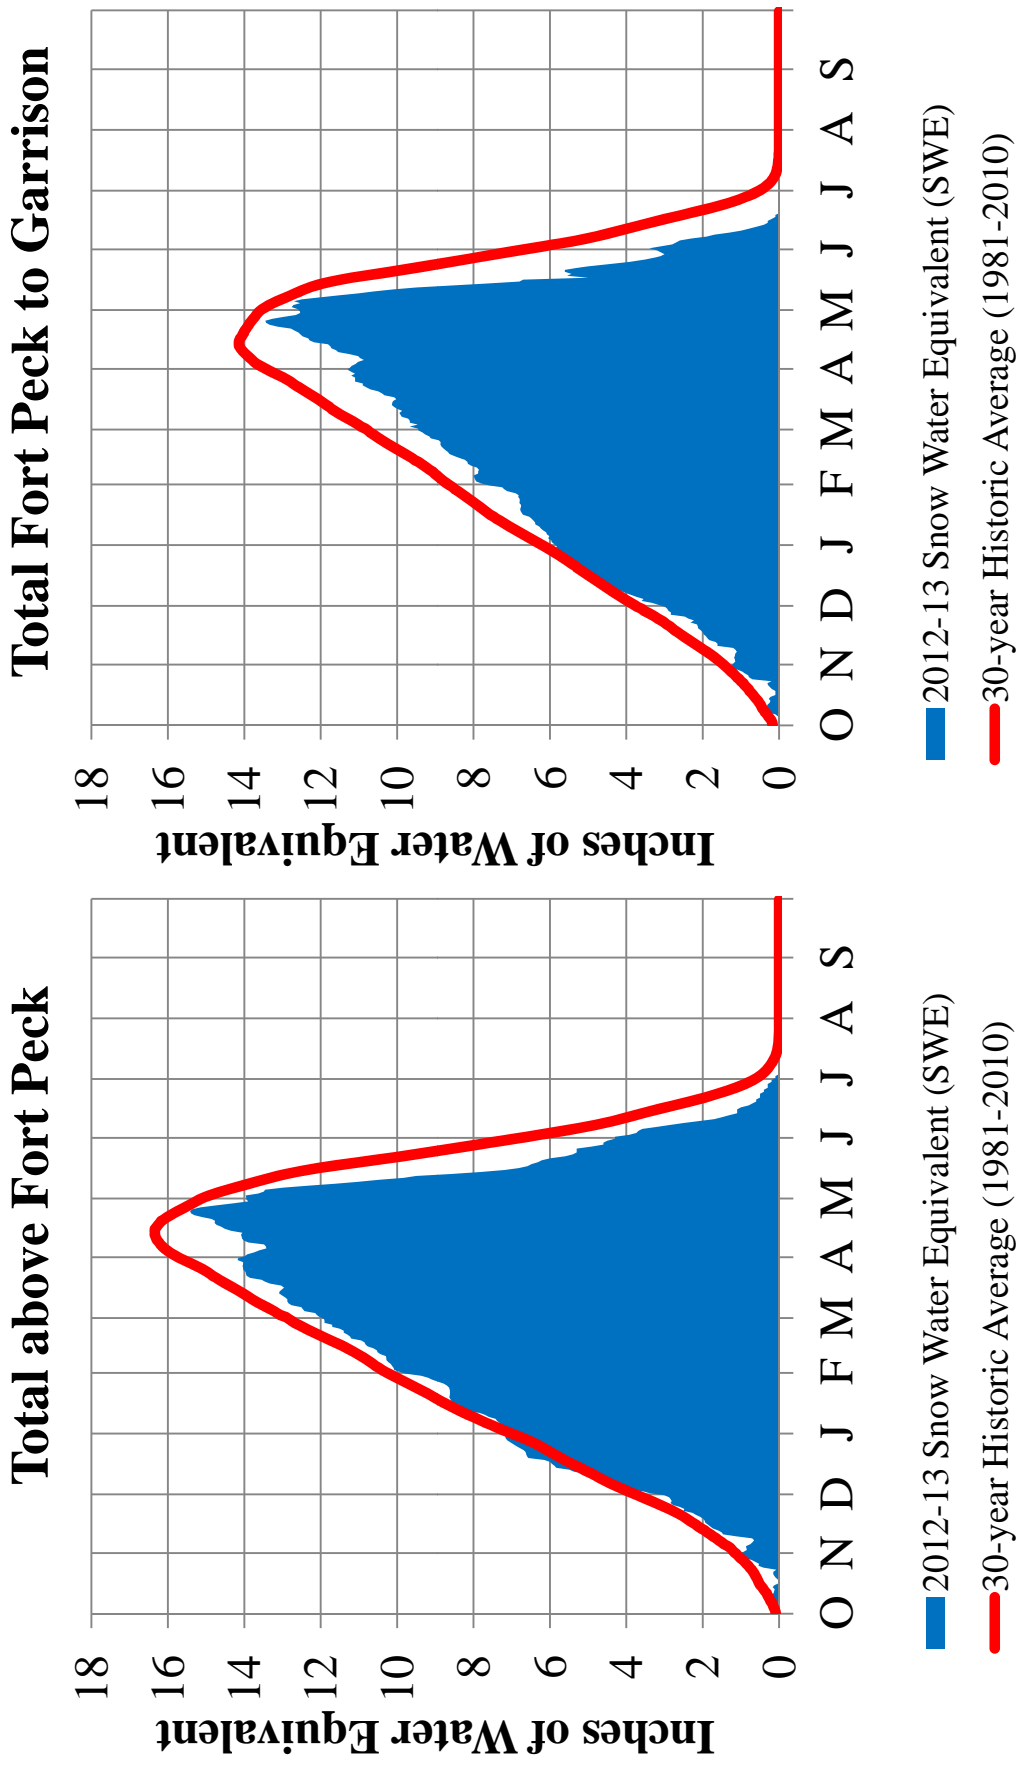 Total above Fort Peck
Inches of Water Equivalent
18
16
14
12
10
8
6
4
2
0
O N D J F M A M J J A S
2012-13 Snow Water Equivalent (SWE)
30-year Historic Average (1981-2010)
Total Fort Peck to Garrison
Inches of Water Equivalent
18
16
14
12
10
8
6
4
2
0
O N D J F M A M J J A S
2012-13 Snow Water Equivalent (SWE)
30-year Historic Average (1981-2010)